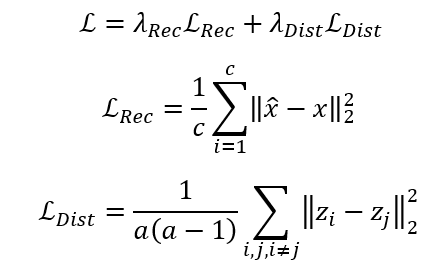 ℒ = λ_{Rec}ℒ_{Rec} + λ_{Dist}ℒ_{Dist}
ℒ_{Rec} = \frac{1}{c} \sum_{i=1}^{c} ‖x̂ − x‖_2^2
ℒ_{Dist} = \frac{1}{a(a − 1)} \sum_{i,j,i≠j} ‖z_i − z_j‖_2^2